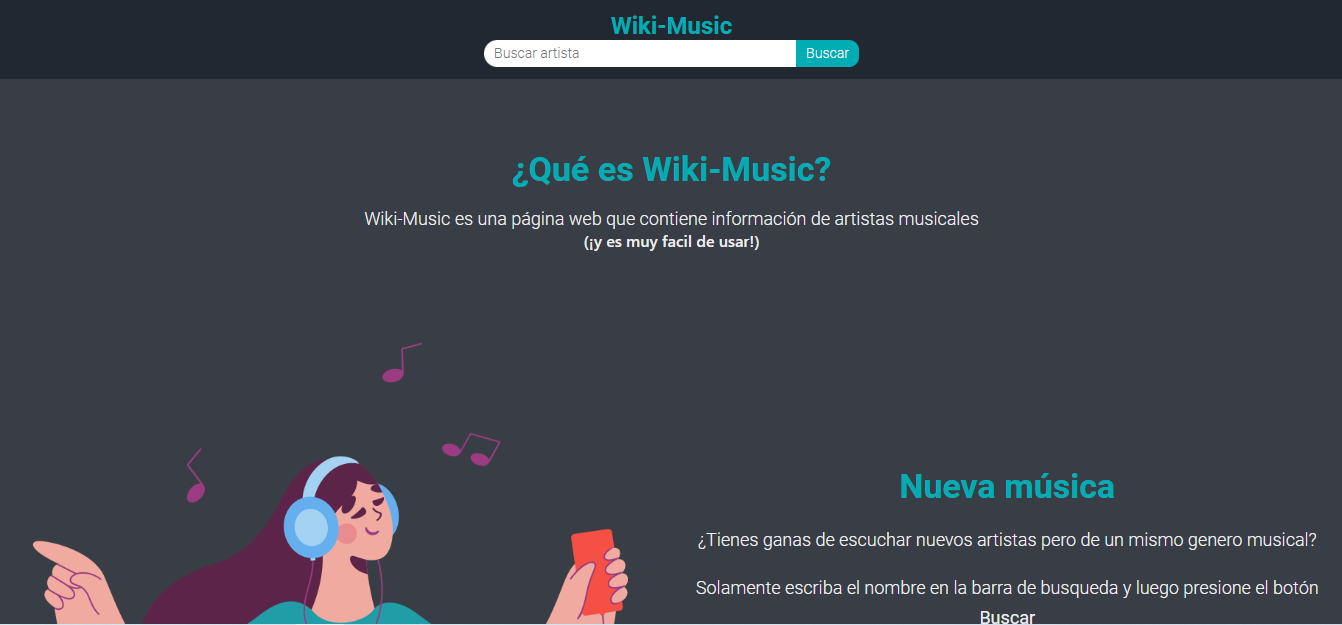 Wiki-Music
Buscar artista
Buscar
¿Qué es Wiki-Music?
Wiki-Music es una página web que contiene información de artistas musicales
(¡y es muy facil de usar!)
Nueva música
¿Tienes ganas de escuchar nuevos artistas pero de un mismo genero musical?
Solamente escriba el nombre en la barra de busqueda y luego presione el botón
Buscar